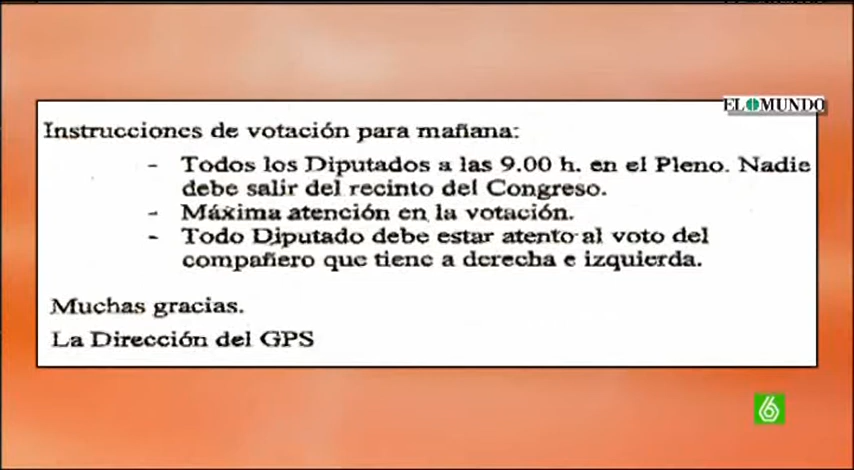 EL MUNDO
Instrucciones de votación para mañana:
- Todos los Diputados a las 9.00 h. en el Pleno. Nadie
debe salir del recinto del Congreso.
- Máxima atención en la votación.
- Todo Diputado debe estar atento al voto del
compañero que tiene a derecha e izquierda.
Muchas gracias.
La Dirección del GPS
6